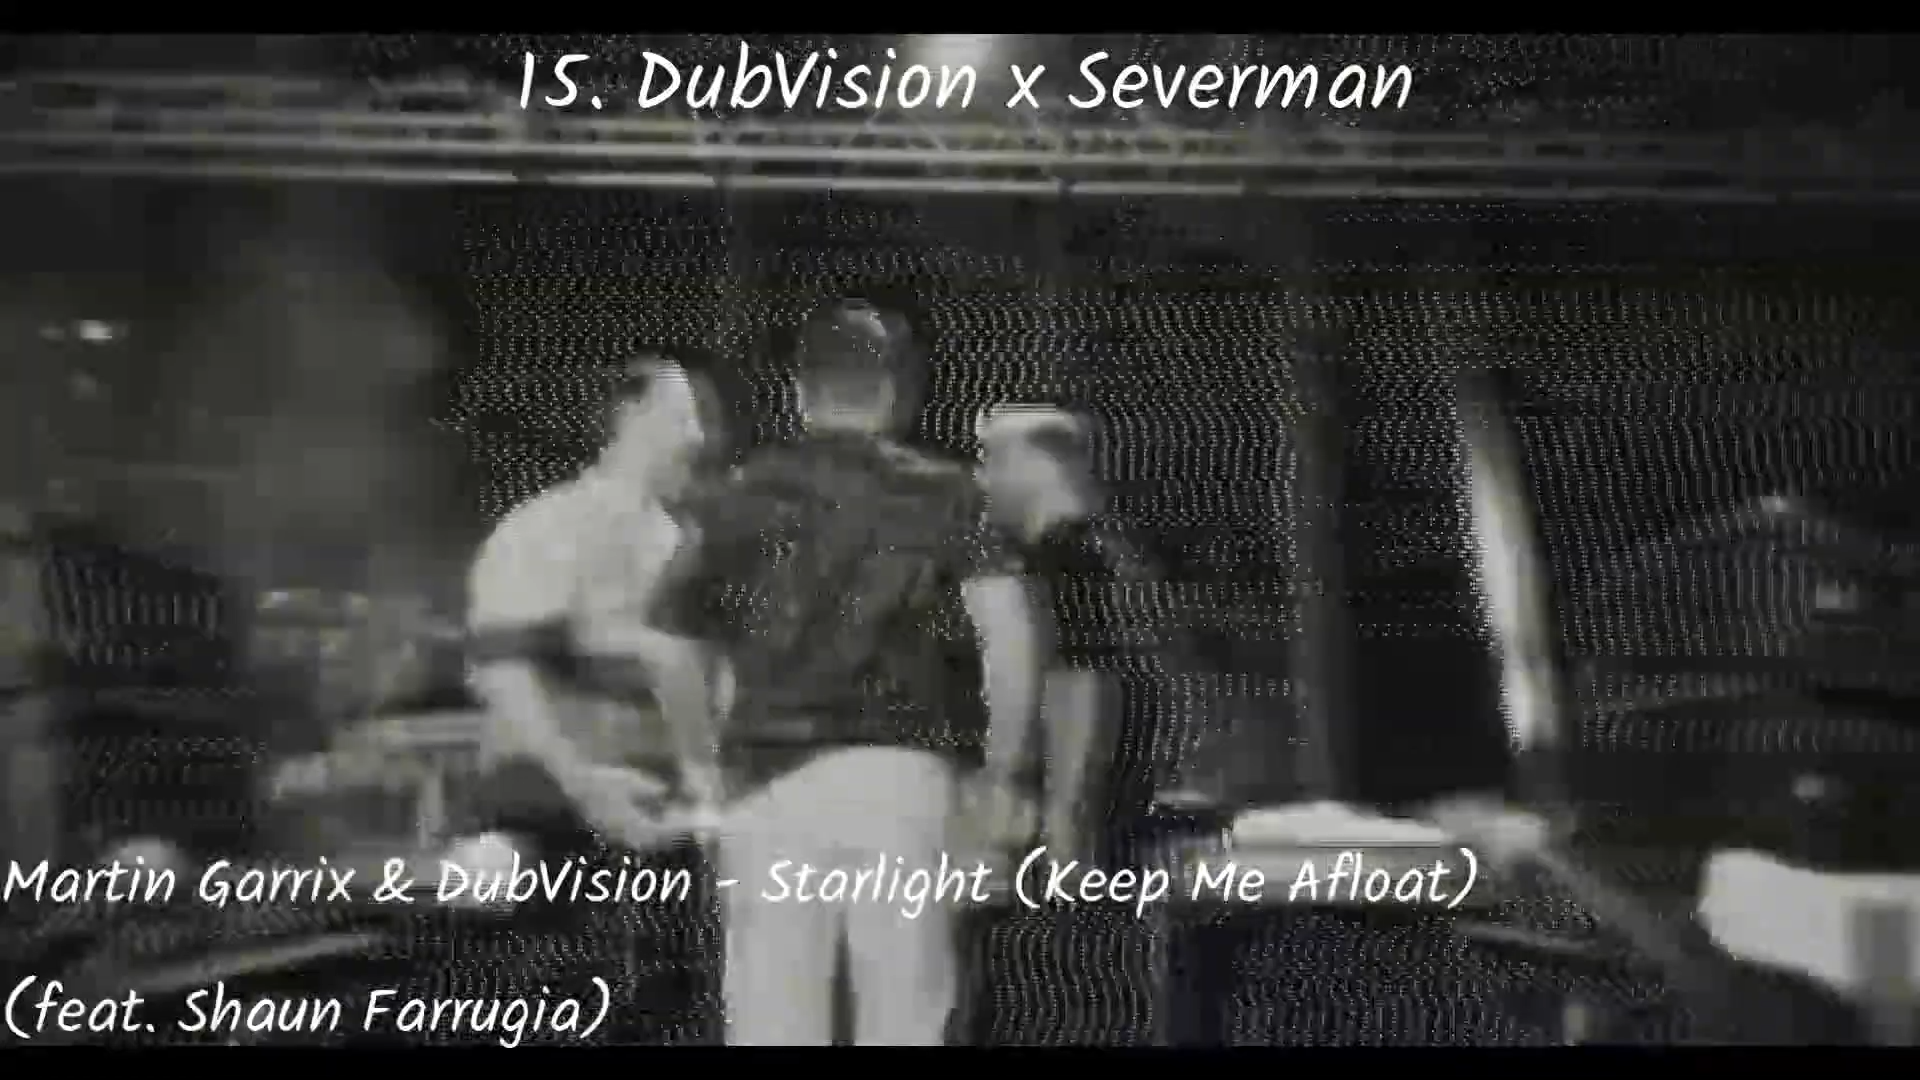 15. DubVision x Severman
Martin Garrix & DubVision - Starlight (Keep Me Afloat)
(feat. Shaun Farrugia)